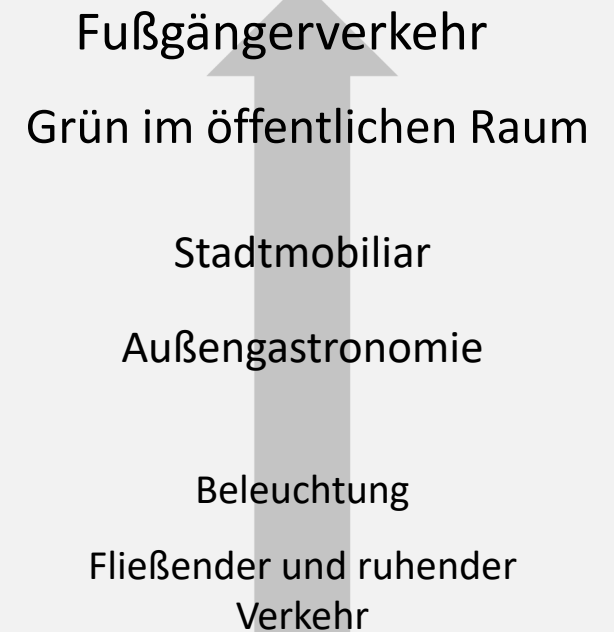 Fußgängerverkehr
Grün im öffentlichen Raum
Stadtmobiliar
Außengastronomie
Beleuchtung
Fließender und ruhender
Verkehr